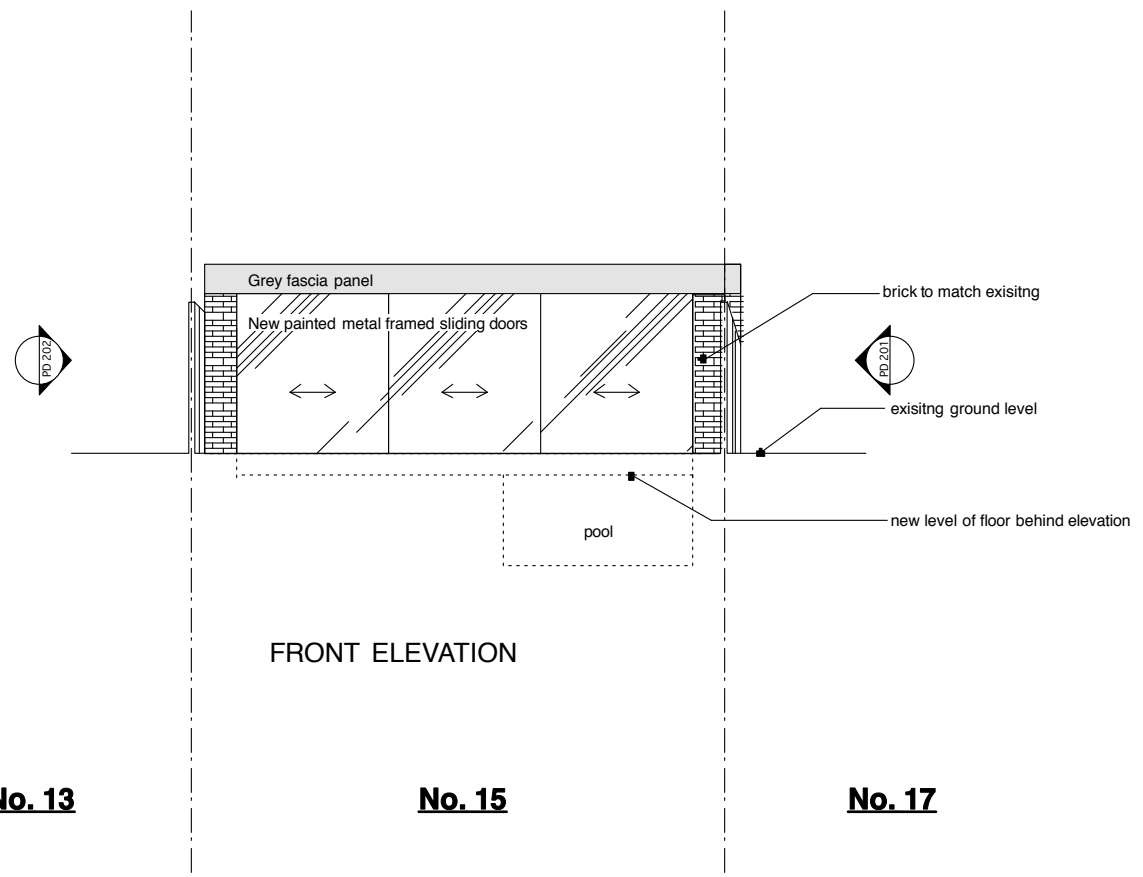 Grey fascia panel
New painted metal framed sliding doors
brick to match exisitng
PD 202
PD 201
exisitng ground level
new level of floor behind elevation
pool
FRONT ELEVATION
No. 13
No. 15
No. 17